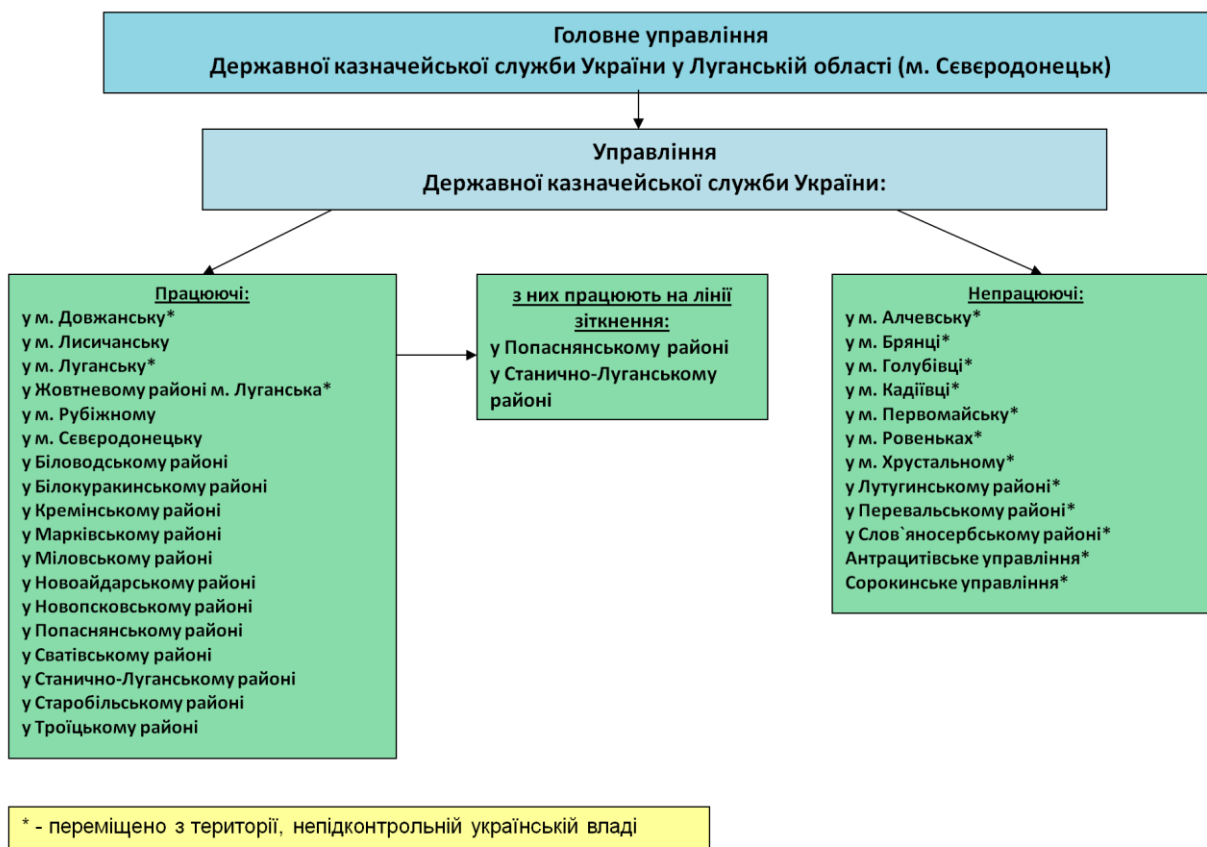 Головне управління
Державної казначейської служби України у Луганській області (м. Сєвєродонецьк)
Управління
Державної казначейської служби України:
Працюючі:
у м. Довжанську*
у м. Лисичанську
у м. Луганську*
у Жовтневому районі м. Луганська*
у м. Рубіжному
у м. Сєвєродонецьку
у Біловодському районі
у Білокуракинському районі
у Кремінському районі
у Марківському районі
у Міловському районі
у Новоайдарському районі
у Новопсковському районі
у Попаснянському районі
у Сватівському районі
у Станично-Луганському районі
у Старобільському районі
у Троїцькому районі
з них працюють на лінії
зіткнення:
у Попаснянському районі
у Станично-Луганському
районі
Непрацюючі:
у м. Алчевську*
у м. Брянці*
у м. Голубівці*
у м. Кадіївці*
у м. Первомайську*
у м. Ровеньках*
у м. Хрустальному*
у Лутугинському районі*
у Перевальському районі*
у Слов`яносербському районі*
Антрацитівське управління*
Сорокинське управління*
* - переміщено з території, непідконтрольній українській владі